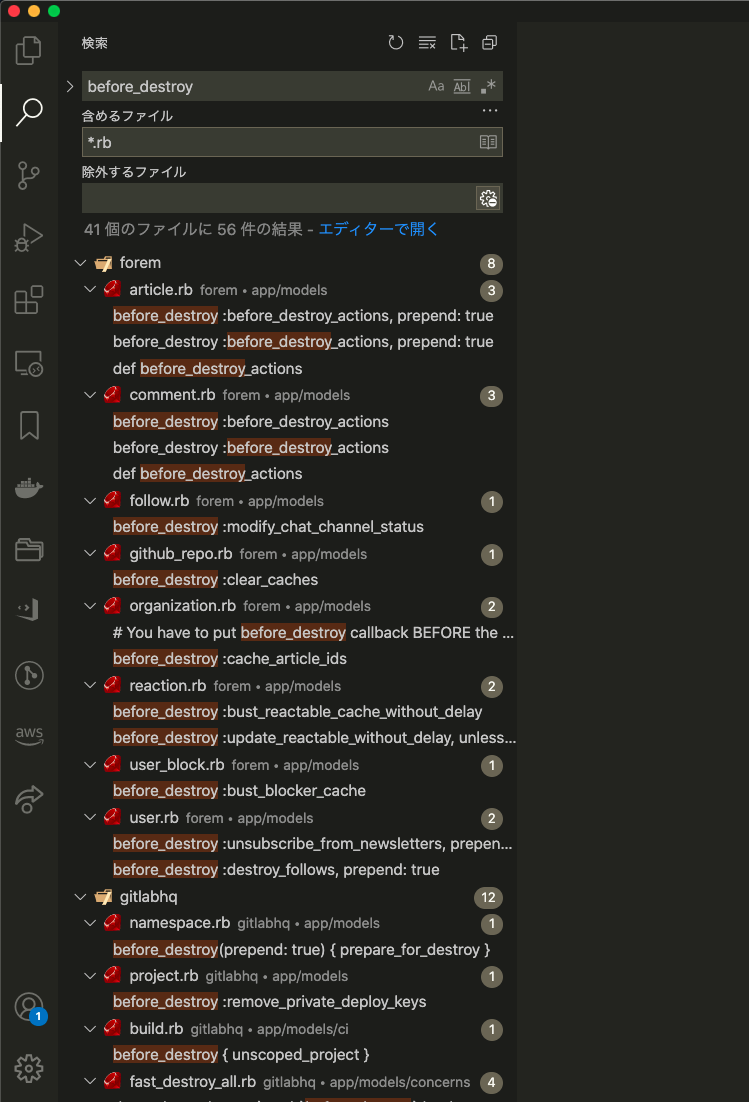 検索
before_destroy Aa Abl .*
含めるファイル ...
*.rb
除外するファイル
41 個のファイルに 56 件の結果 - エディターで開く
forem 8
article.rb forem • app/models 3
before_destroy :before_destroy_actions, prepend: true
before_destroy :before_destroy_actions, prepend: true
def before_destroy_actions
comment.rb forem • app/models 3
before_destroy :before_destroy_actions
before_destroy :before_destroy_actions
def before_destroy_actions
follow.rb forem • app/models 1
before_destroy :modify_chat_channel_status
github_repo.rb forem • app/models 1
before_destroy :clear_caches
organization.rb forem • app/models 2
# You have to put before_destroy callback BEFORE the ...
before_destroy :cache_article_ids
reaction.rb forem • app/models 2
before_destroy :bust_reactable_cache_without_delay
before_destroy :update_reactable_without_delay, unless...
user_block.rb forem • app/models 1
before_destroy :bust_blocker_cache
user.rb forem • app/models 2
before_destroy :unsubscribe_from_newsletters, prepen...
before_destroy :destroy_follows, prepend: true
gitlabhq 12
namespace.rb gitlabhq • app/models 1
before_destroy(prepend: true) { prepare_for_destroy }
project.rb gitlabhq • app/models 1
before_destroy :remove_private_deploy_keys
build.rb gitlabhq • app/models/ci 1
before_destroy { unscoped_project }
fast_destroy_all.rb gitlabhq • app/models/concerns 4
aws
1